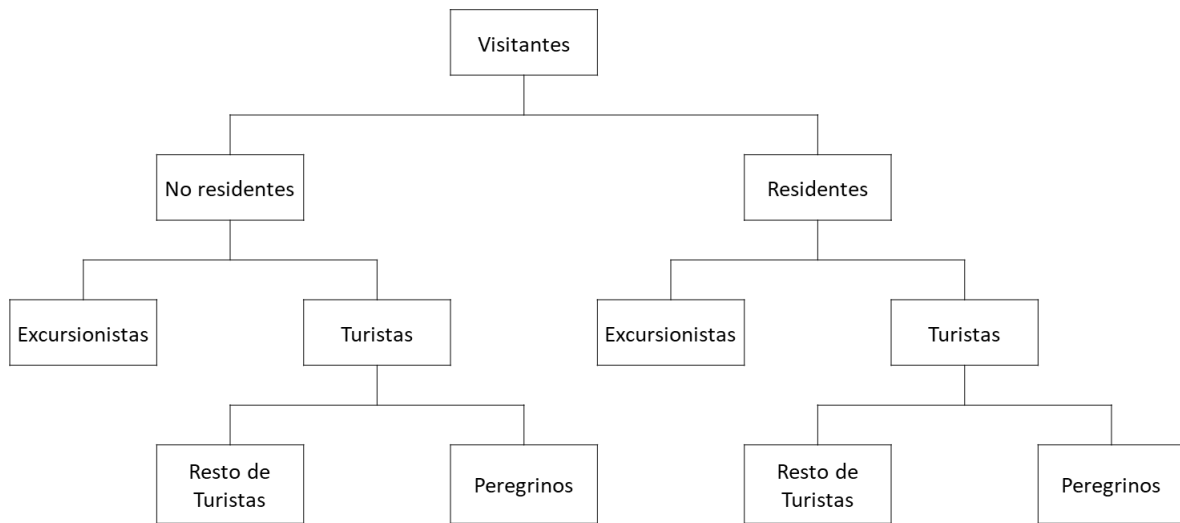 Visitantes
No residentes
Residentes
Excursionistas
Turistas
Excursionistas
Turistas
Resto de
Turistas
Peregrinos
Resto de
Turistas
Peregrinos